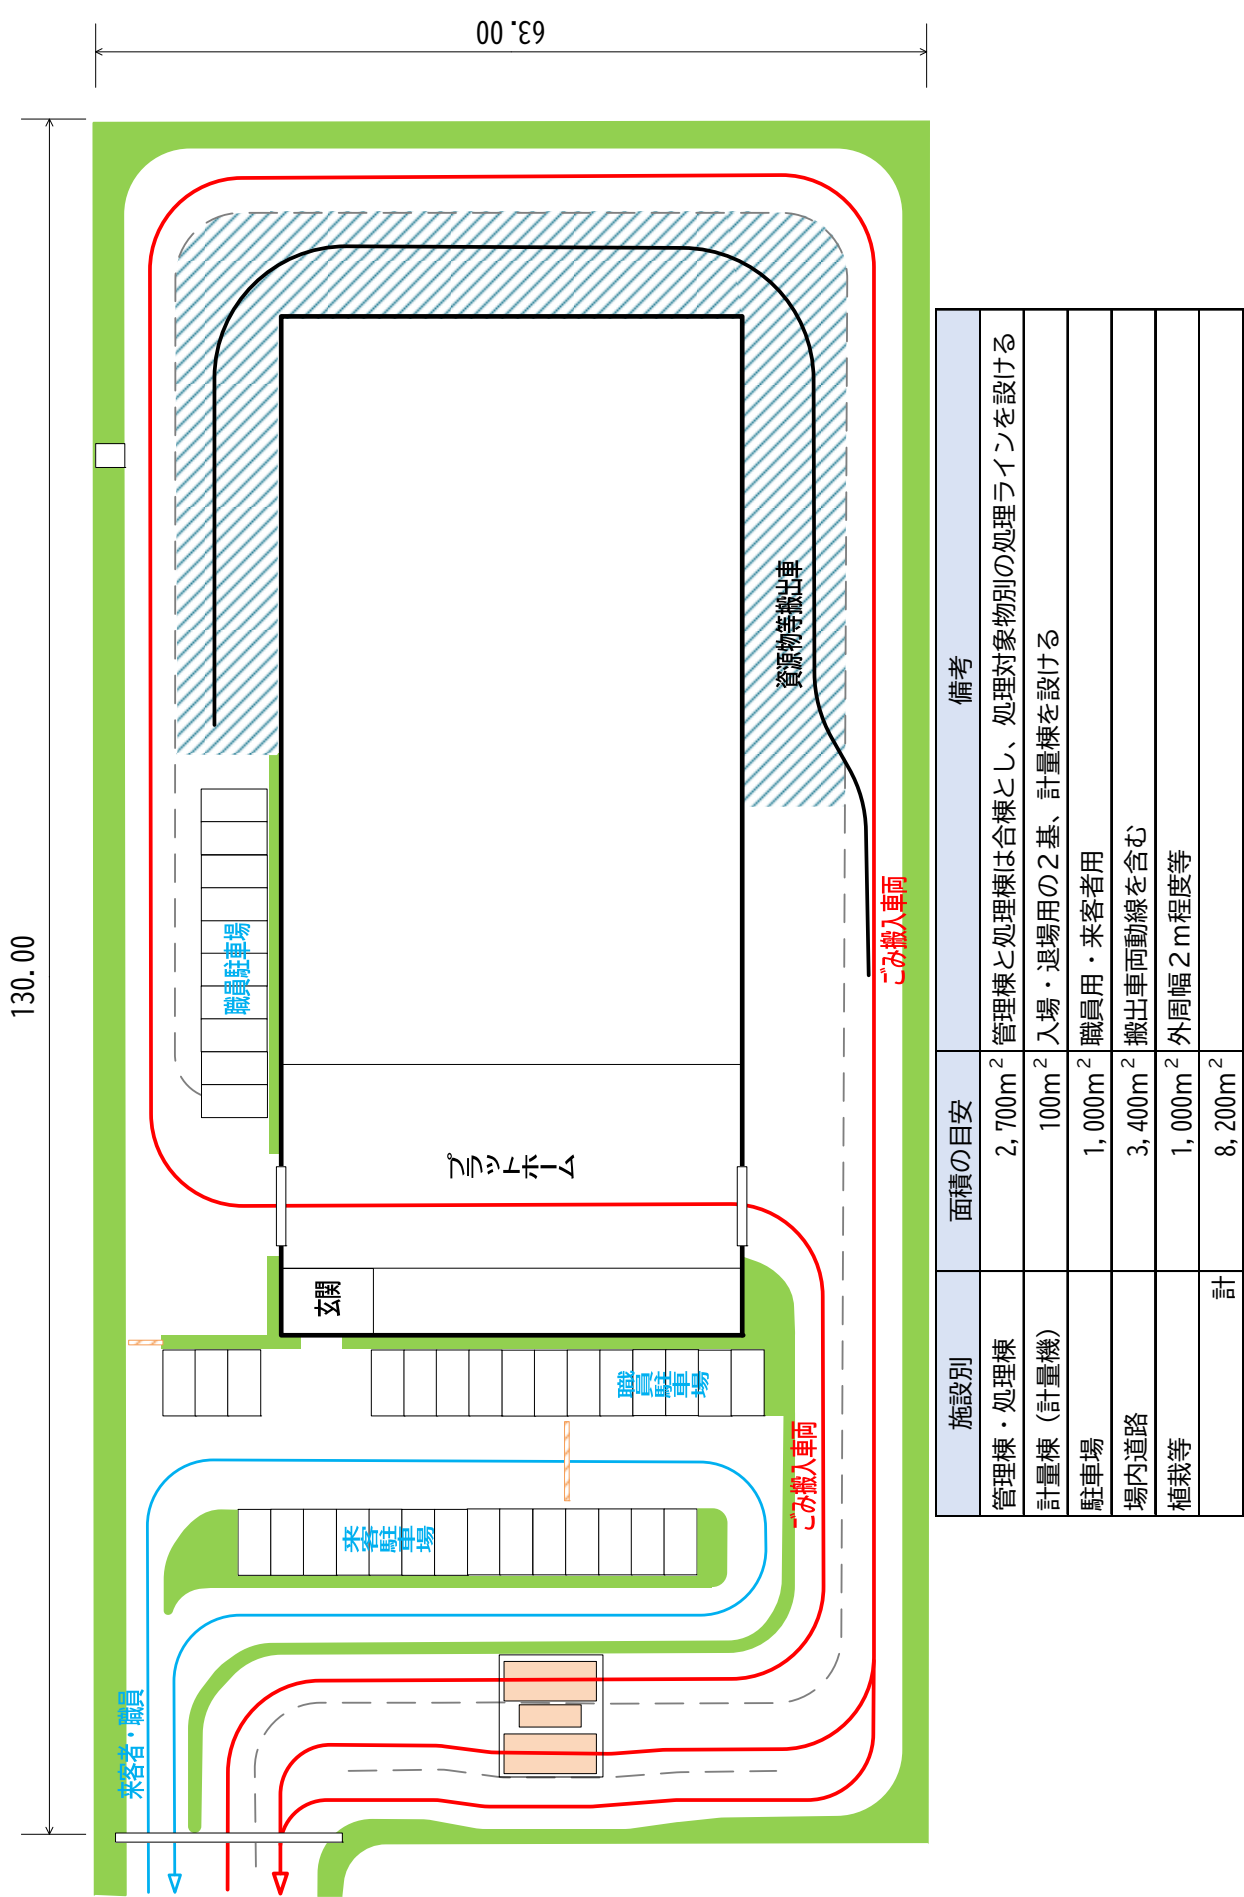 63.00
130.00
職員駐車場
資源物等搬出車
ごみ搬入車両
プラットホーム
玄関
職員駐車場
ごみ搬入車両
来客駐車場
来客者・職員
施設別 面積の目安 備考
管理棟・処理棟 2,700m² 管理棟と処理棟は合棟とし、処理対象物別の処理ラインを設ける
計量棟（計量機） 100m² 入場・退場用の２基、計量棟を設ける
駐車場 1,000m² 職員用・来客者用
場内道路 3,400m² 搬出車両動線を含む
植栽等 1,000m² 外周幅２ｍ程度等
計 8,200m²